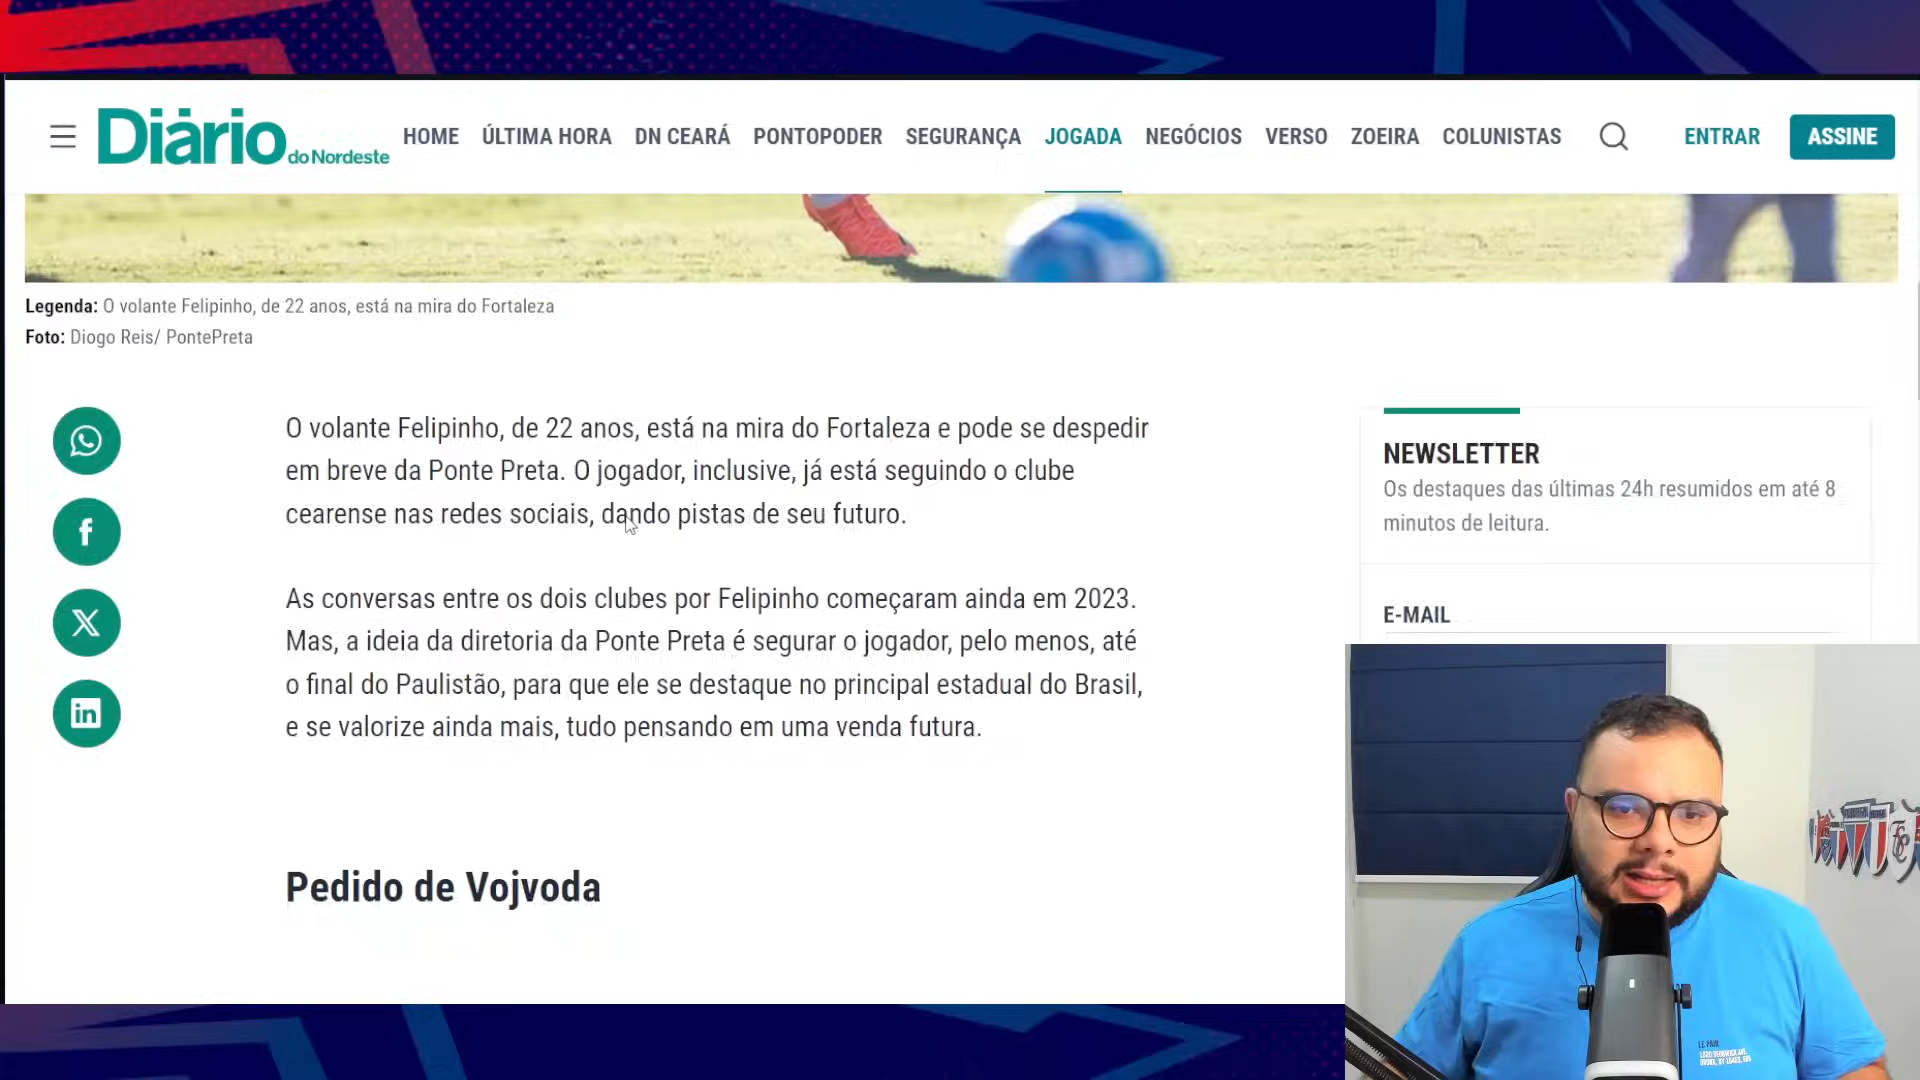 Diário do Nordeste
HOME ÚLTIMA HORA DN CEARÁ PONTOPODER SEGURANÇA JOGADA NEGÓCIOS VERSO ZOEIRA COLUNISTAS
ENTRAR
ASSINE
Legenda: O volante Felipinho, de 22 anos, está na mira do Fortaleza
Foto: Diogo Reis/ PontePreta
O volante Felipinho, de 22 anos, está na mira do Fortaleza e pode se despedir
em breve da Ponte Preta. O jogador, inclusive, já está seguindo o clube
cearense nas redes sociais, dando pistas de seu futuro.
As conversas entre os dois clubes por Felipinho começaram ainda em 2023.
Mas, a ideia da diretoria da Ponte Preta é segurar o jogador, pelo menos, até
o final do Paulistão, para que ele se destaque no principal estadual do Brasil,
e se valorize ainda mais, tudo pensando em uma venda futura.
Pedido de Vojvoda
NEWSLETTER
Os destaques das últimas 24h resumidos em até 8
minutos de leitura.
E-MAIL